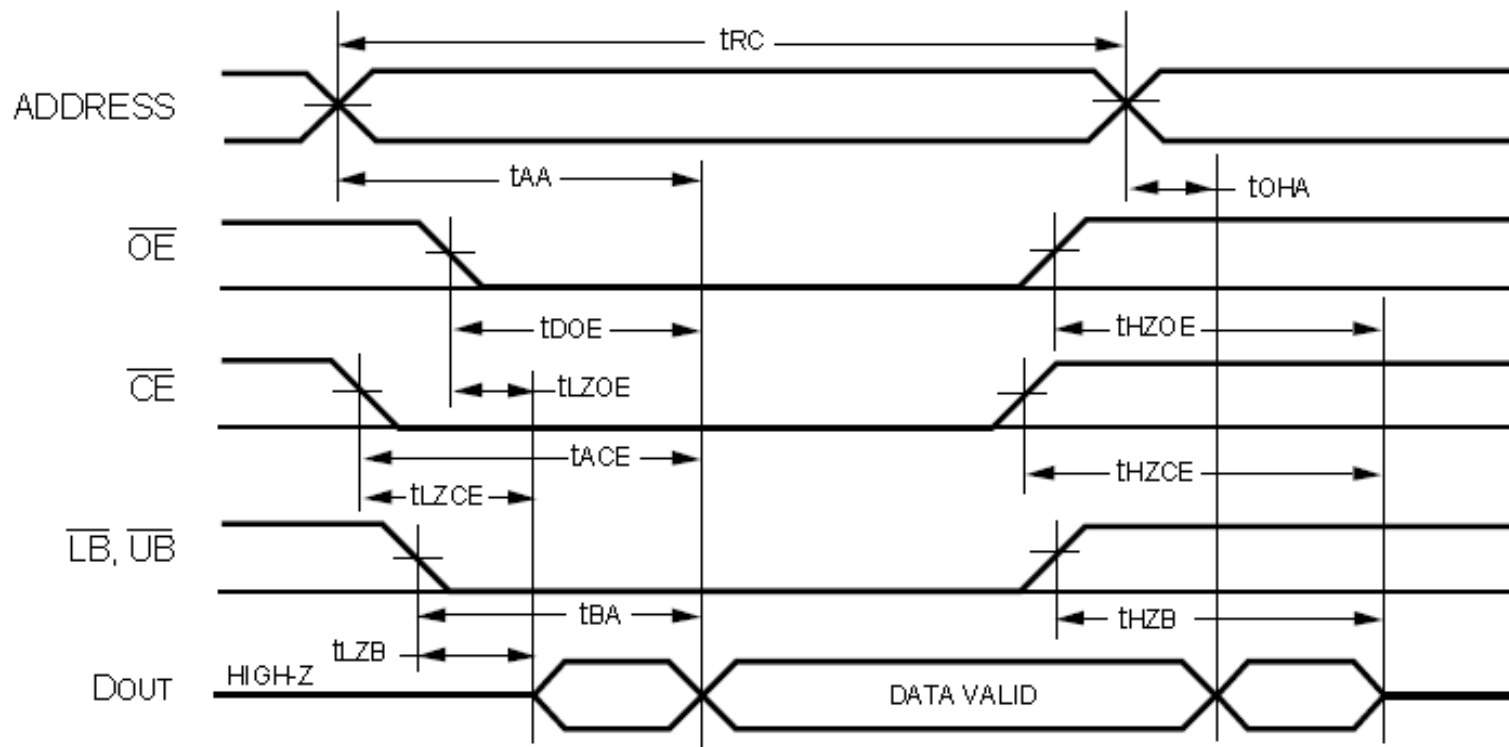 tRC
ADDRESS
tAA
tOHA
OE
tDOE
tHZOE
CE
tLZOE
tACE
tHZCE
tLZCE
LB, UB
tBA
tHZB
tLZB
HIGH-Z
DOUT
DATA VALID